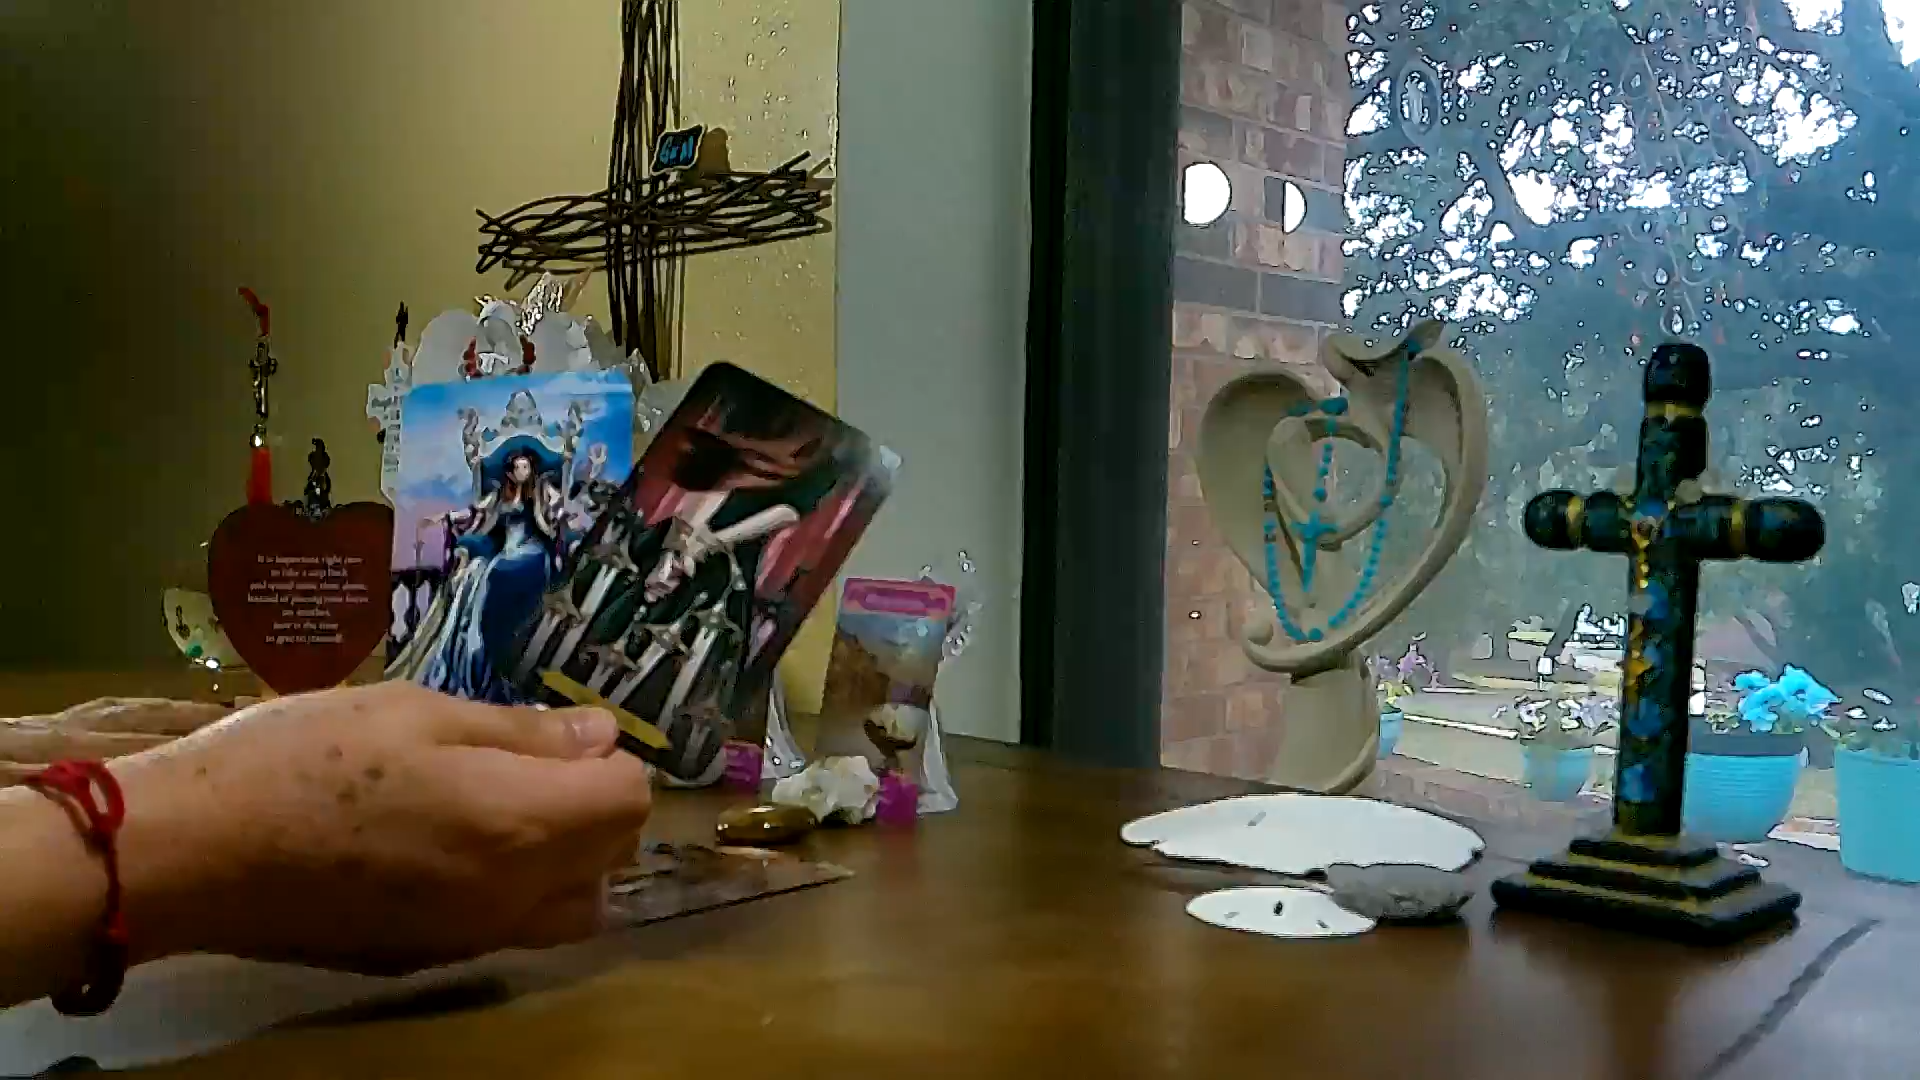 It is important right now
to take a step back
and spend some time alone.
Instead of placing your focus
on another,
now is the time
to give to yourself.